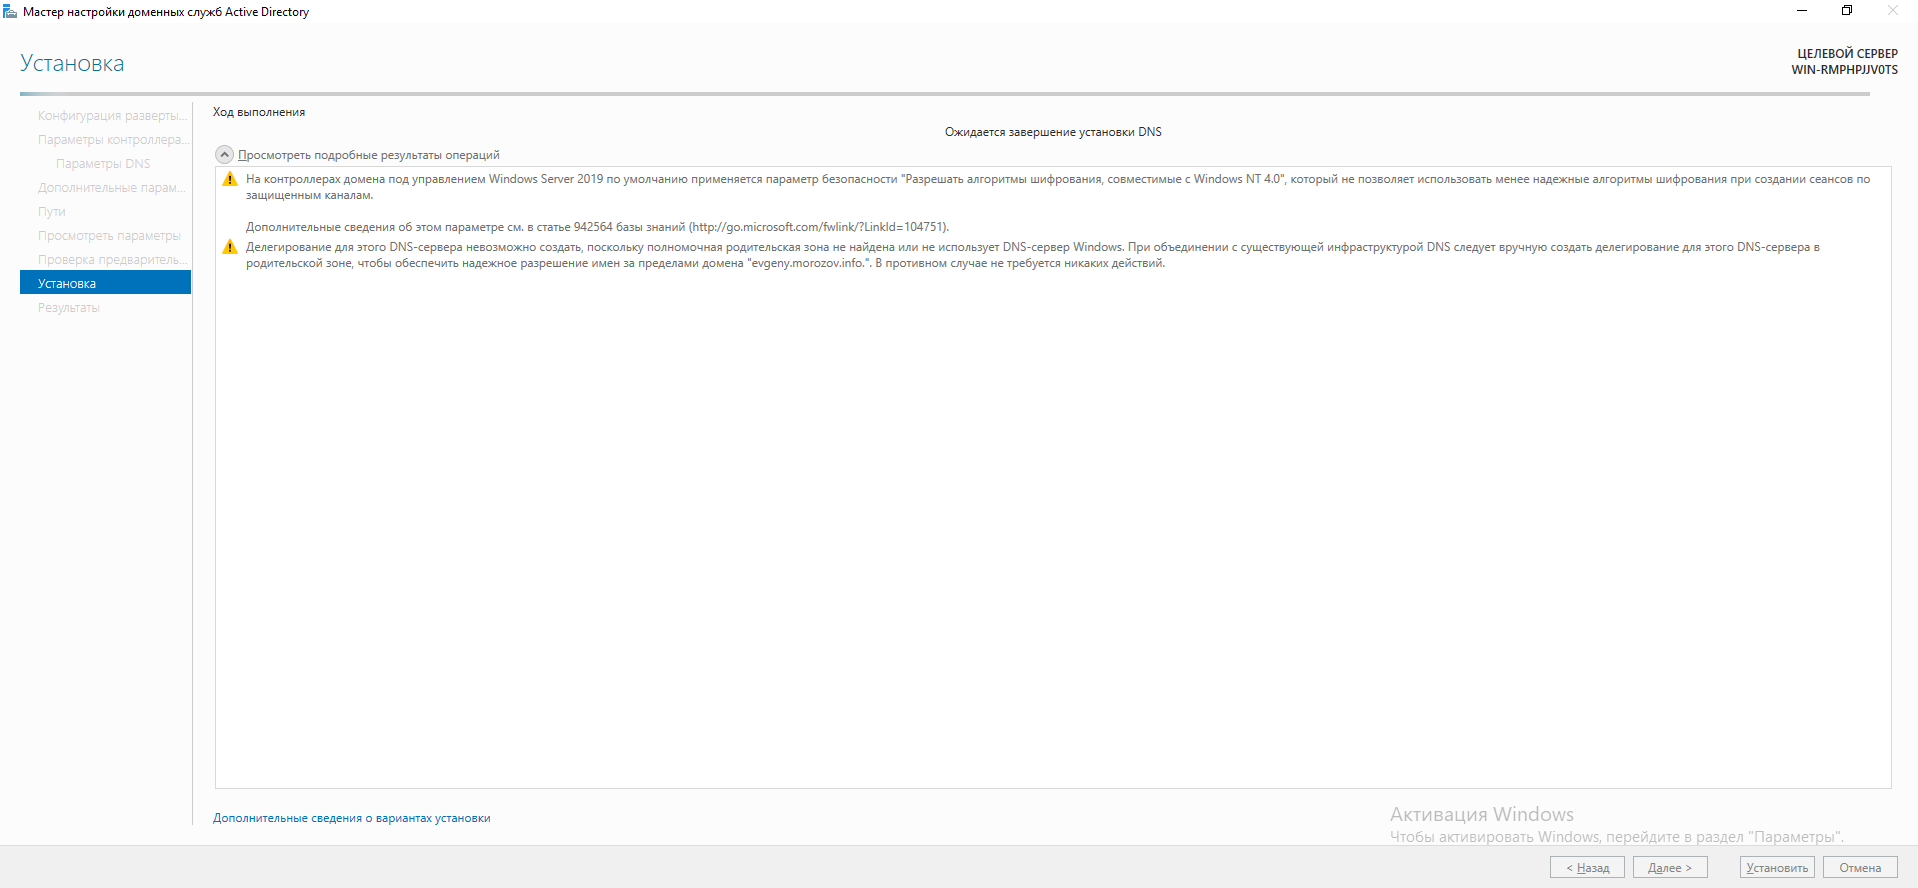 Мастер настройки доменных служб Active Directory
Установка
ЦЕЛЕВОЙ СЕРВЕР
WIN-RMPHPJJV0TS
Конфигурация разверты...
Параметры контроллера...
Параметры DNS
Дополнительные парам...
Пути
Просмотреть параметры
Проверка предваритель...
Установка
Результаты
Ход выполнения
Ожидается завершение установки DNS
Просмотреть подробные результаты операций
На контроллерах домена под управлением Windows Server 2019 по умолчанию применяется параметр безопасности "Разрешать алгоритмы шифрования, совместимые с Windows NT 4.0", который не позволяет использовать менее надежные алгоритмы шифрования при создании сеансов по
защищенным каналам.
Дополнительные сведения об этом параметре см. в статье 942564 базы знаний (http://go.microsoft.com/fwlink/?LinkId=104751).
Делегирование для этого DNS-сервера невозможно создать, поскольку полномочная родительская зона не найдена или не использует DNS-сервер Windows. При объединении с существующей инфраструктурой DNS следует вручную создать делегирование для этого DNS-сервера в
родительской зоне, чтобы обеспечить надежное разрешение имен за пределами домена "evgeny.morozov.info.". В противном случае не требуется никаких действий.
Дополнительные сведения о вариантах установки
Активация Windows
Чтобы активировать Windows, перейдите в раздел "Параметры".
< Назад
Далее >
Установить
Отмена